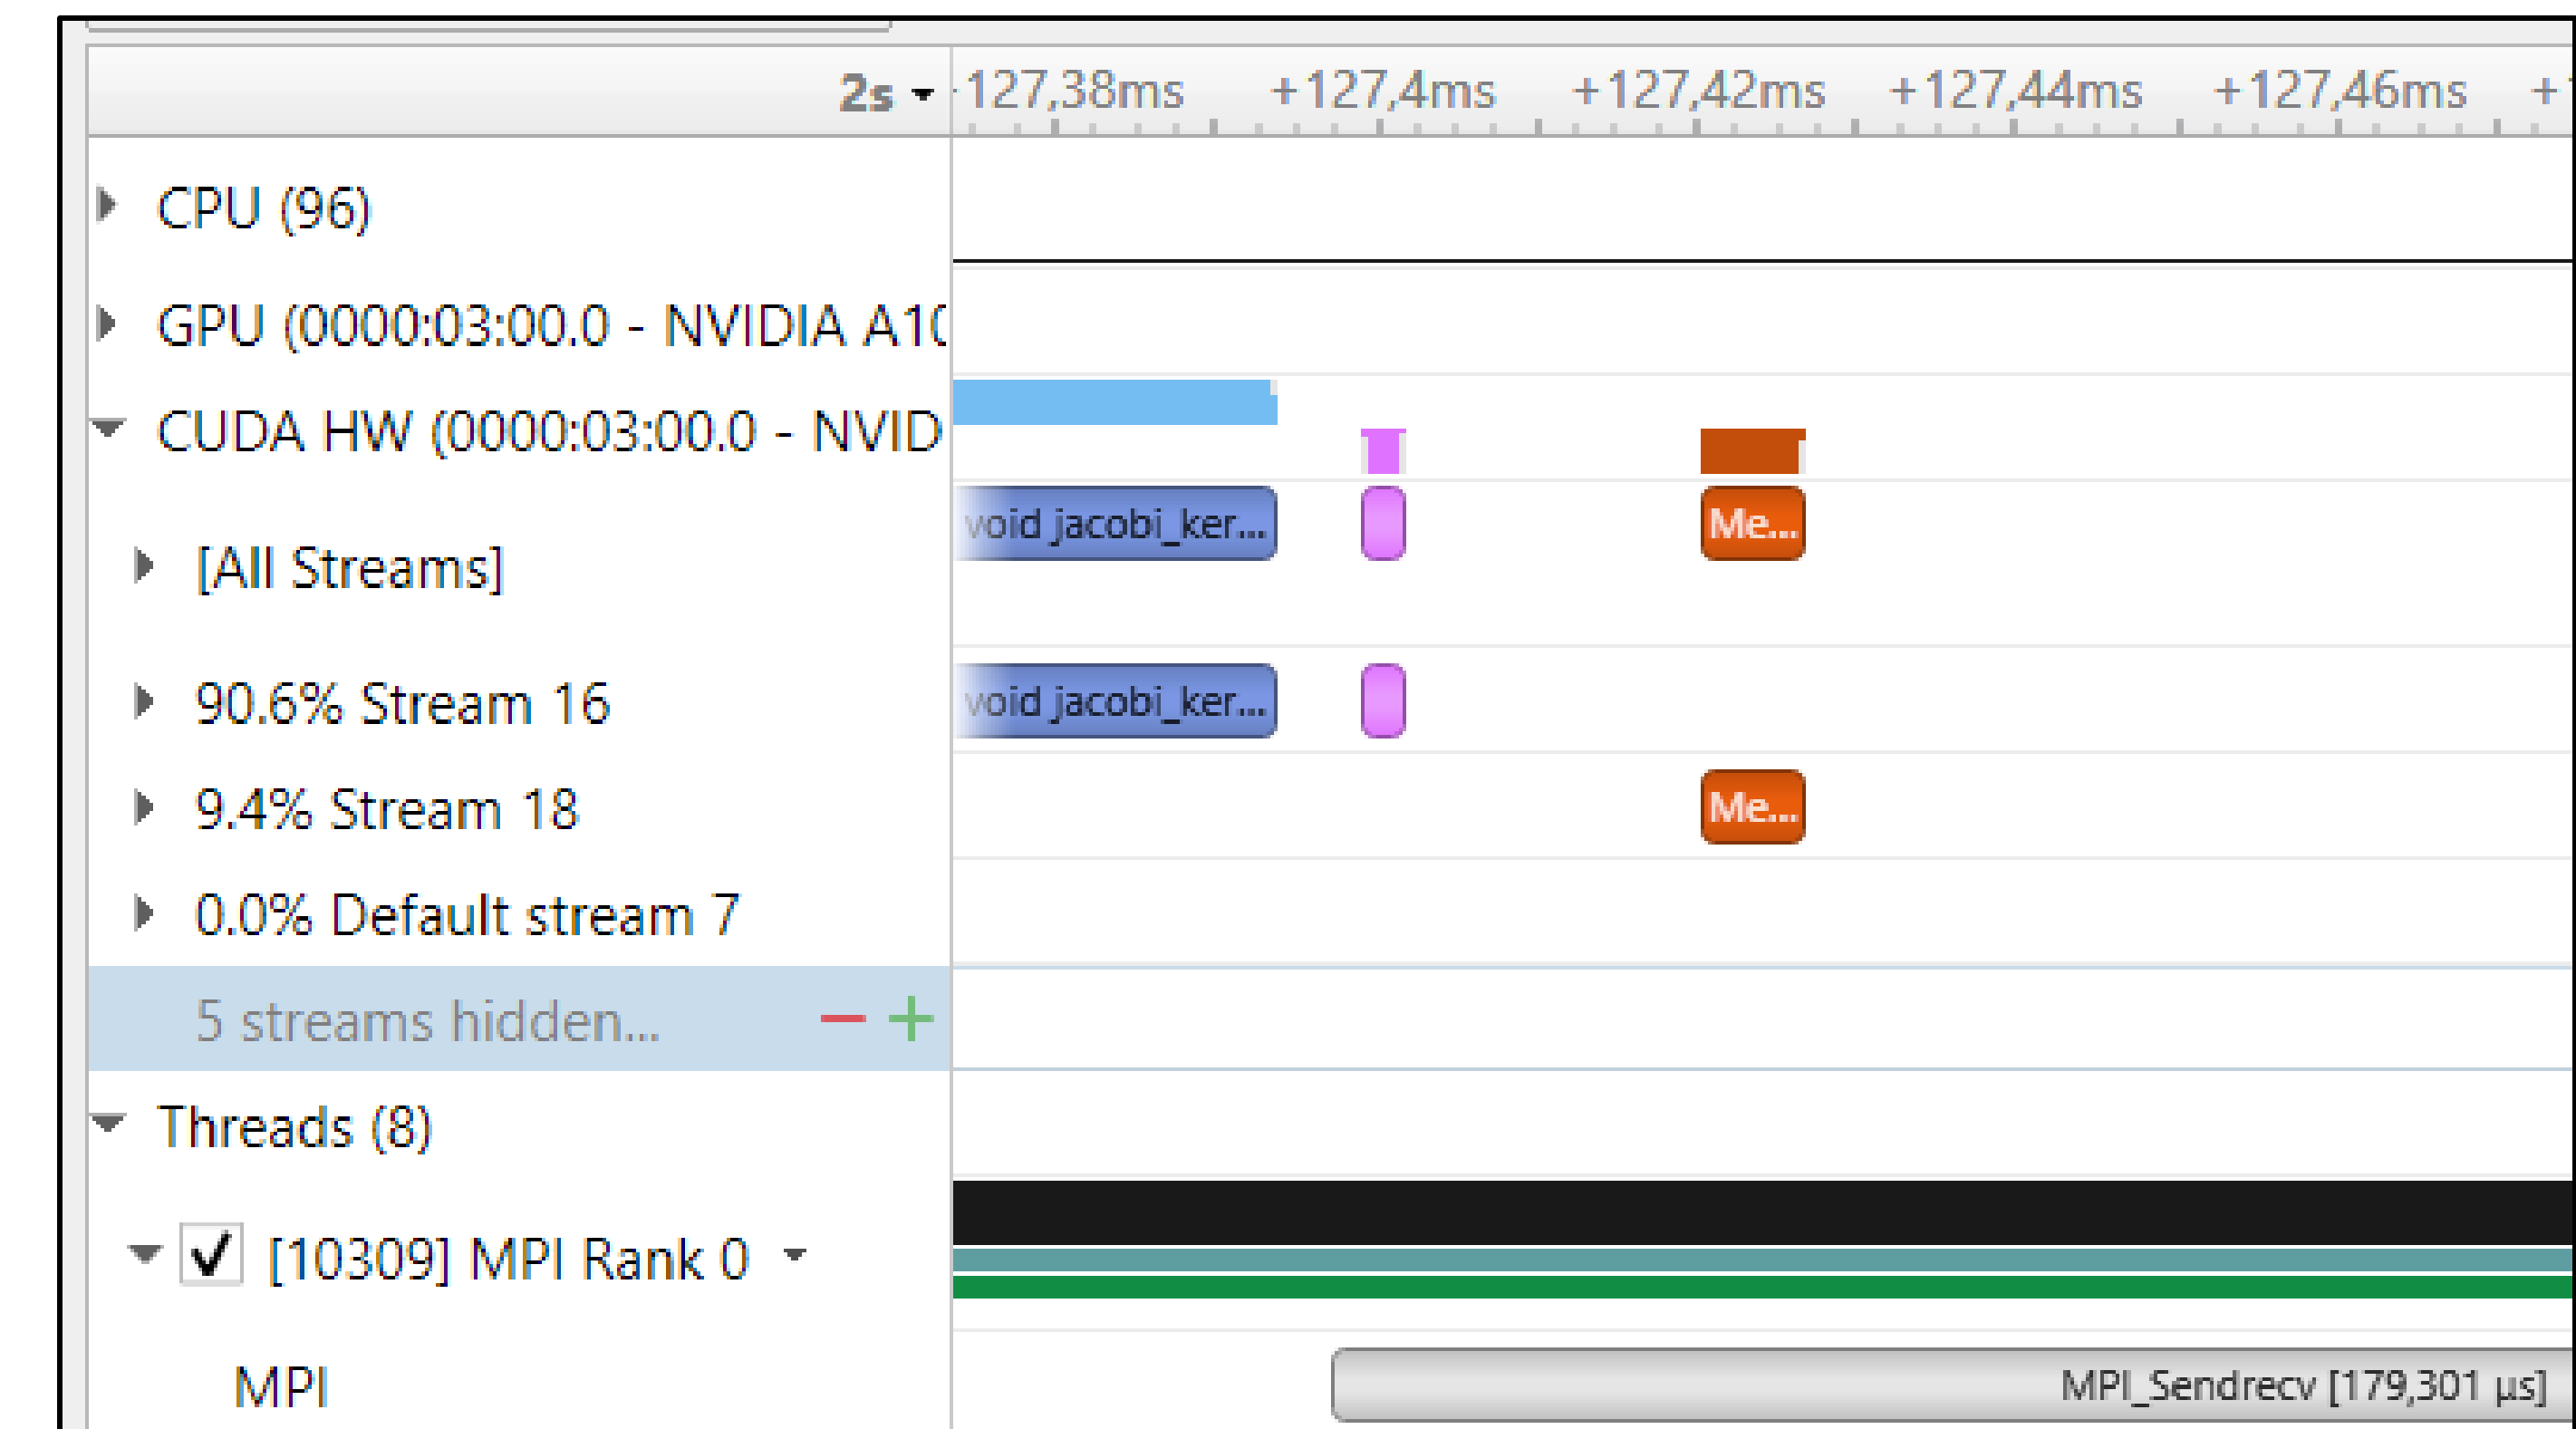 2s -127,38ms +127,4ms +127,42ms +127,44ms +127,46ms +
CPU (96)
GPU (0000:03:00.0 - NVIDIA A10
CUDA HW (0000:03:00.0 - NVID
void jacobi_ker... Me...
[All Streams]
90.6% Stream 16 void jacobi_ker...
9.4% Stream 18 Me...
0.0% Default stream 7
5 streams hidden... − +
Threads (8)
[10309] MPI Rank 0
MPI MPI_Sendrecv [179,301 µs]